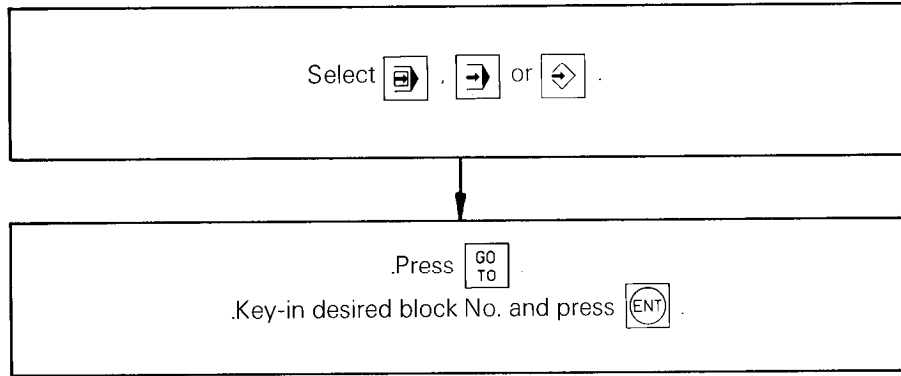 Select , or .
.Press GO TO .
.Key-in desired block No. and press ENT .